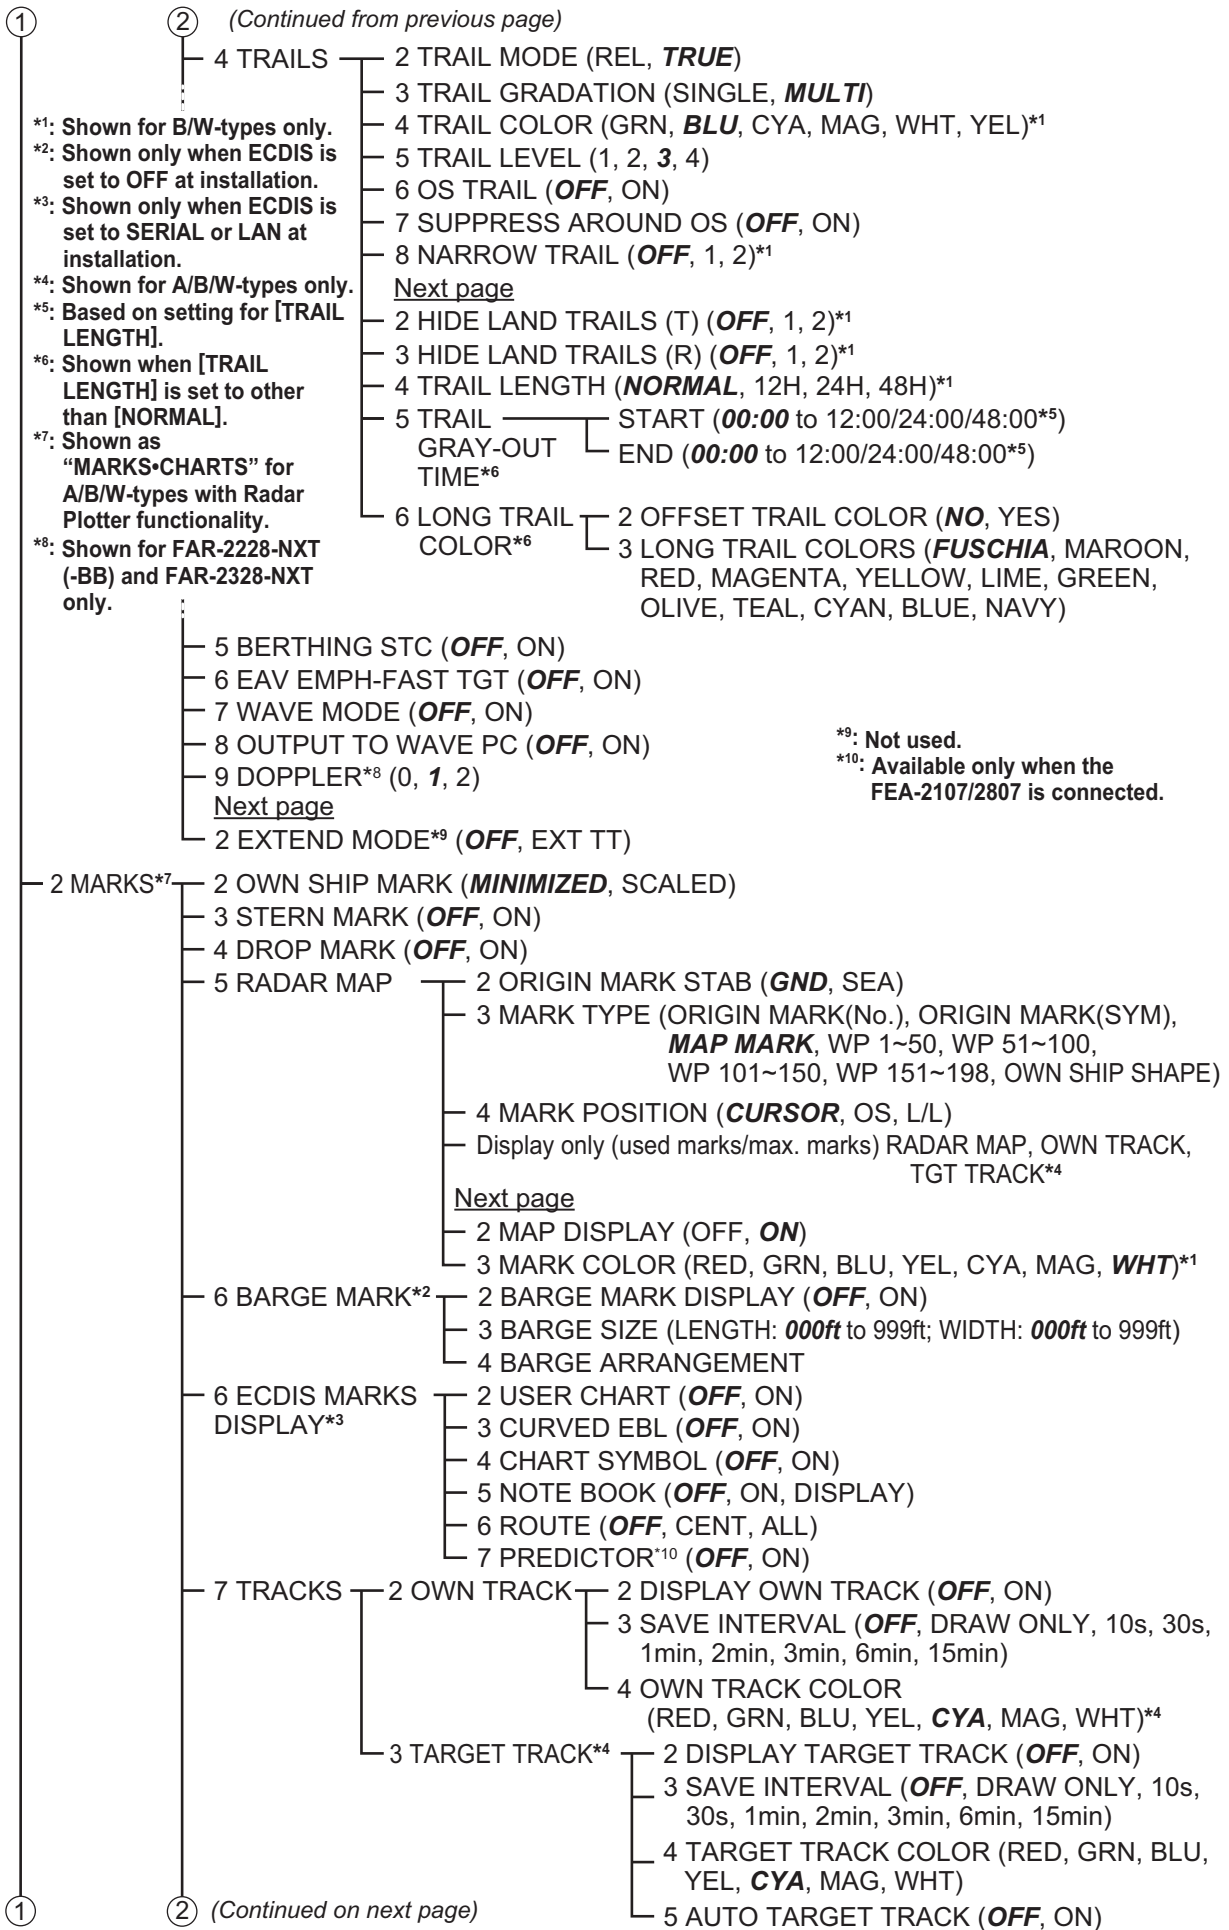 1 2 (Continued from previous page)
4 TRAILS
2 TRAIL MODE (REL, TRUE)
3 TRAIL GRADATION (SINGLE, MULTI)
4 TRAIL COLOR (GRN, BLU, CYA, MAG, WHT, YEL)*1
5 TRAIL LEVEL (1, 2, 3, 4)
6 OS TRAIL (OFF, ON)
7 SUPPRESS AROUND OS (OFF, ON)
8 NARROW TRAIL (OFF, 1, 2)*1
Next page
2 HIDE LAND TRAILS (T) (OFF, 1, 2)*1
3 HIDE LAND TRAILS (R) (OFF, 1, 2)*1
4 TRAIL LENGTH (NORMAL, 12H, 24H, 48H)*1
5 TRAIL
GRAY-OUT
TIME*6
START (00:00 to 12:00/24:00/48:00*5)
END (00:00 to 12:00/24:00/48:00*5)
6 LONG TRAIL
COLOR*6
2 OFFSET TRAIL COLOR (NO, YES)
3 LONG TRAIL COLORS (FUSCHIA, MAROON,
RED, MAGENTA, YELLOW, LIME, GREEN,
OLIVE, TEAL, CYAN, BLUE, NAVY)
*1: Shown for B/W-types only.
*2: Shown only when ECDIS is
set to OFF at installation.
*3: Shown only when ECDIS is
set to SERIAL or LAN at
installation.
*4: Shown for A/B/W-types only.
*5: Based on setting for [TRAIL
LENGTH].
*6: Shown when [TRAIL
LENGTH] is set to other
than [NORMAL].
*7: Shown as
“MARKS•CHARTS” for
A/B/W-types with Radar
Plotter functionality.
*8: Shown for FAR-2228-NXT
(-BB) and FAR-2328-NXT
only.
5 BERTHING STC (OFF, ON)
6 EAV EMPH-FAST TGT (OFF, ON)
7 WAVE MODE (OFF, ON)
8 OUTPUT TO WAVE PC (OFF, ON)
9 DOPPLER*8 (0, 1, 2)
Next page
2 EXTEND MODE*9 (OFF, EXT TT)
*9: Not used.
*10: Available only when the
FEA-2107/2807 is connected.
2 MARKS*7
2 OWN SHIP MARK (MINIMIZED, SCALED)
3 STERN MARK (OFF, ON)
4 DROP MARK (OFF, ON)
5 RADAR MAP
2 ORIGIN MARK STAB (GND, SEA)
3 MARK TYPE (ORIGIN MARK(No.), ORIGIN MARK(SYM),
MAP MARK, WP 1~50, WP 51~100,
WP 101~150, WP 151~198, OWN SHIP SHAPE)
4 MARK POSITION (CURSOR, OS, L/L)
Display only (used marks/max. marks) RADAR MAP, OWN TRACK,
TGT TRACK*4
Next page
2 MAP DISPLAY (OFF, ON)
3 MARK COLOR (RED, GRN, BLU, YEL, CYA, MAG, WHT)*1
6 BARGE MARK*2
2 BARGE MARK DISPLAY (OFF, ON)
3 BARGE SIZE (LENGTH: 000ft to 999ft; WIDTH: 000ft to 999ft)
4 BARGE ARRANGEMENT
6 ECDIS MARKS
DISPLAY*3
2 USER CHART (OFF, ON)
3 CURVED EBL (OFF, ON)
4 CHART SYMBOL (OFF, ON)
5 NOTE BOOK (OFF, ON, DISPLAY)
6 ROUTE (OFF, CENT, ALL)
7 PREDICTOR*10 (OFF, ON)
7 TRACKS
2 OWN TRACK
2 DISPLAY OWN TRACK (OFF, ON)
3 SAVE INTERVAL (OFF, DRAW ONLY, 10s, 30s,
1min, 2min, 3min, 6min, 15min)
4 OWN TRACK COLOR
(RED, GRN, BLU, YEL, CYA, MAG, WHT)*4
3 TARGET TRACK*4
2 DISPLAY TARGET TRACK (OFF, ON)
3 SAVE INTERVAL (OFF, DRAW ONLY, 10s,
30s, 1min, 2min, 3min, 6min, 15min)
4 TARGET TRACK COLOR (RED, GRN, BLU,
YEL, CYA, MAG, WHT)
5 AUTO TARGET TRACK (OFF, ON)
1 2 (Continued on next page)